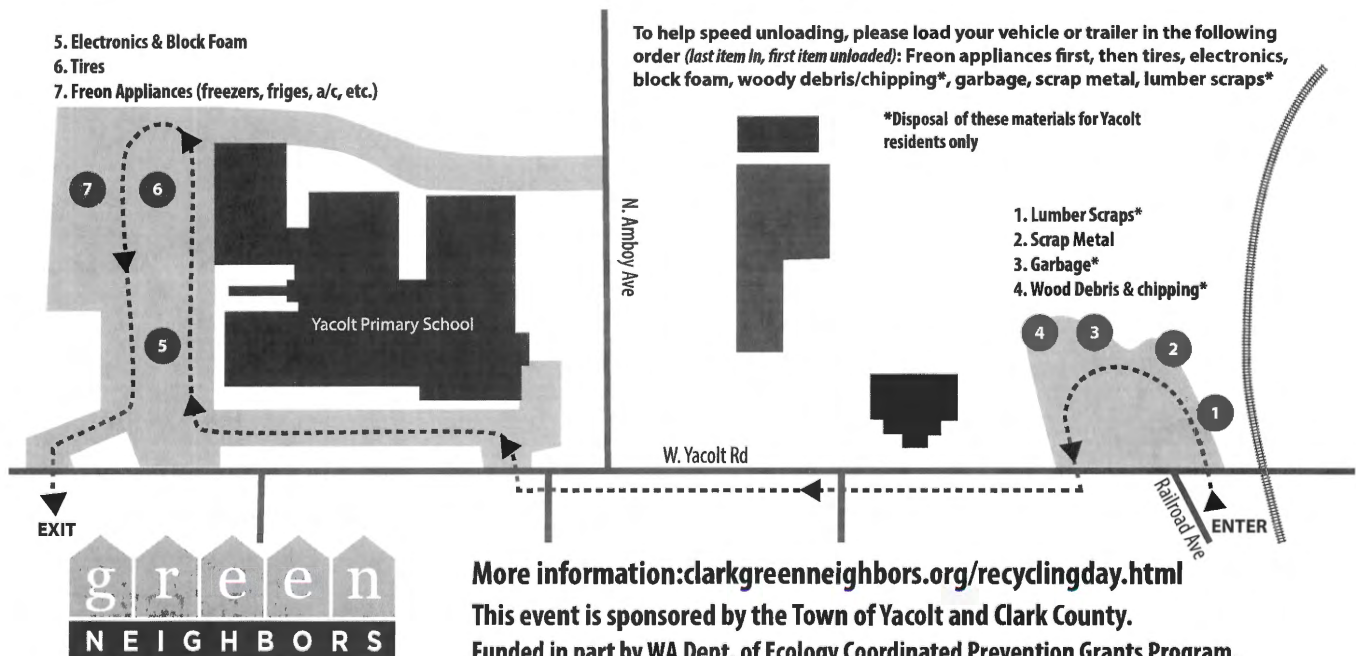 5. Electronics & Block Foam
6. Tires
7. Freon Appliances (freezers, friges, a/c, etc.)
To help speed unloading, please load your vehicle or trailer in the following
order (last item in, first item unloaded): Freon appliances first, then tires, electronics,
block foam, woody debris/chipping*, garbage, scrap metal, lumber scraps*
*Disposal of these materials for Yacolt
residents only
7
6
5
Yacolt Primary School
N. Amboy Ave
1. Lumber Scraps*
2. Scrap Metal
3. Garbage*
4. Wood Debris & chipping*
4
3
2
1
W. Yacolt Rd
Railroad Ave
ENTER
EXIT
green
NEIGHBORS
More information:clarkgreenneighbors.org/recyclingday.html
This event is sponsored by the Town of Yacolt and Clark County.
Funded in part by WA Dept. of Ecology Coordinated Prevention Grants Program.